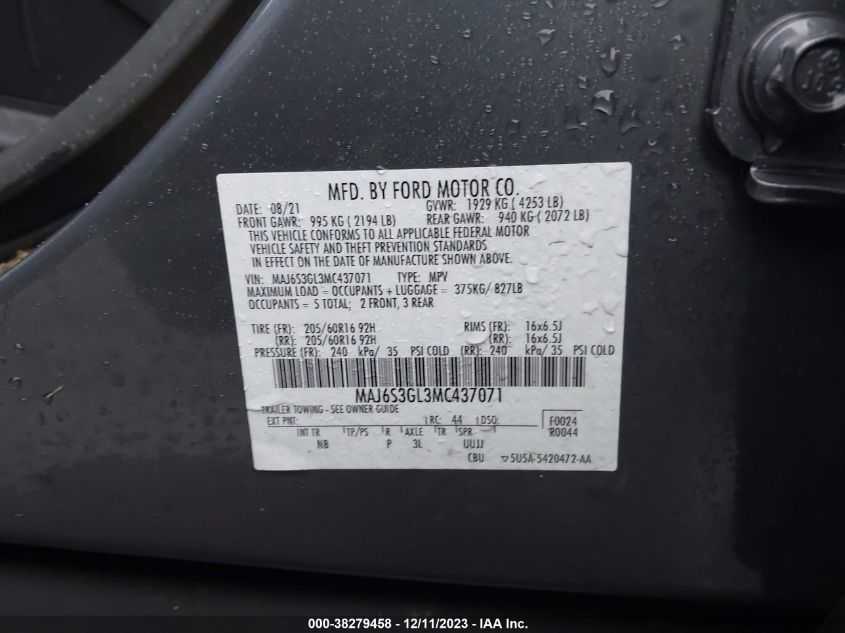 MFD. BY FORD MOTOR CO.
DATE: 08/21 GVWR: 1929 KG ( 4253 LB)
FRONT GAWR: 995 KG ( 2194 LB) REAR GAWR: 940 KG ( 2072 LB)
THIS VEHICLE CONFORMS TO ALL APPLICABLE FEDERAL MOTOR
VEHICLE SAFETY AND THEFT PREVENTION STANDARDS
IN EFFECT ON THE DATE OF MANUFACTURE SHOWN ABOVE.
VIN: MAJ6S3GL3MC437071 TYPE: MPV
MAXIMUM LOAD = OCCUPANTS + LUGGAGE = 375KG/ 827LB
OCCUPANTS = 5 TOTAL; 2 FRONT, 3 REAR
TIRE (FR): 205/60R16 92H RIMS (FR): 16x6.5J
(RR): 205/60R16 92H (RR): 16x6.5J
PRESSURE (FR): 240 kPa/ 35 PSI COLD (RR): 240 kPa/ 35 PSI COLD
MAJ6S3GL3MC437071
TRAILER TOWING - SEE OWNER GUIDE
EXT PNT: RC: 44 DSO: F0024
INT TR TP/PS R AXLE TR SPR R0044
NB P 3L UUJJ
CBU 5U5A-5420472-AA
000-38279458 - 12/11/2023 - IAA Inc.